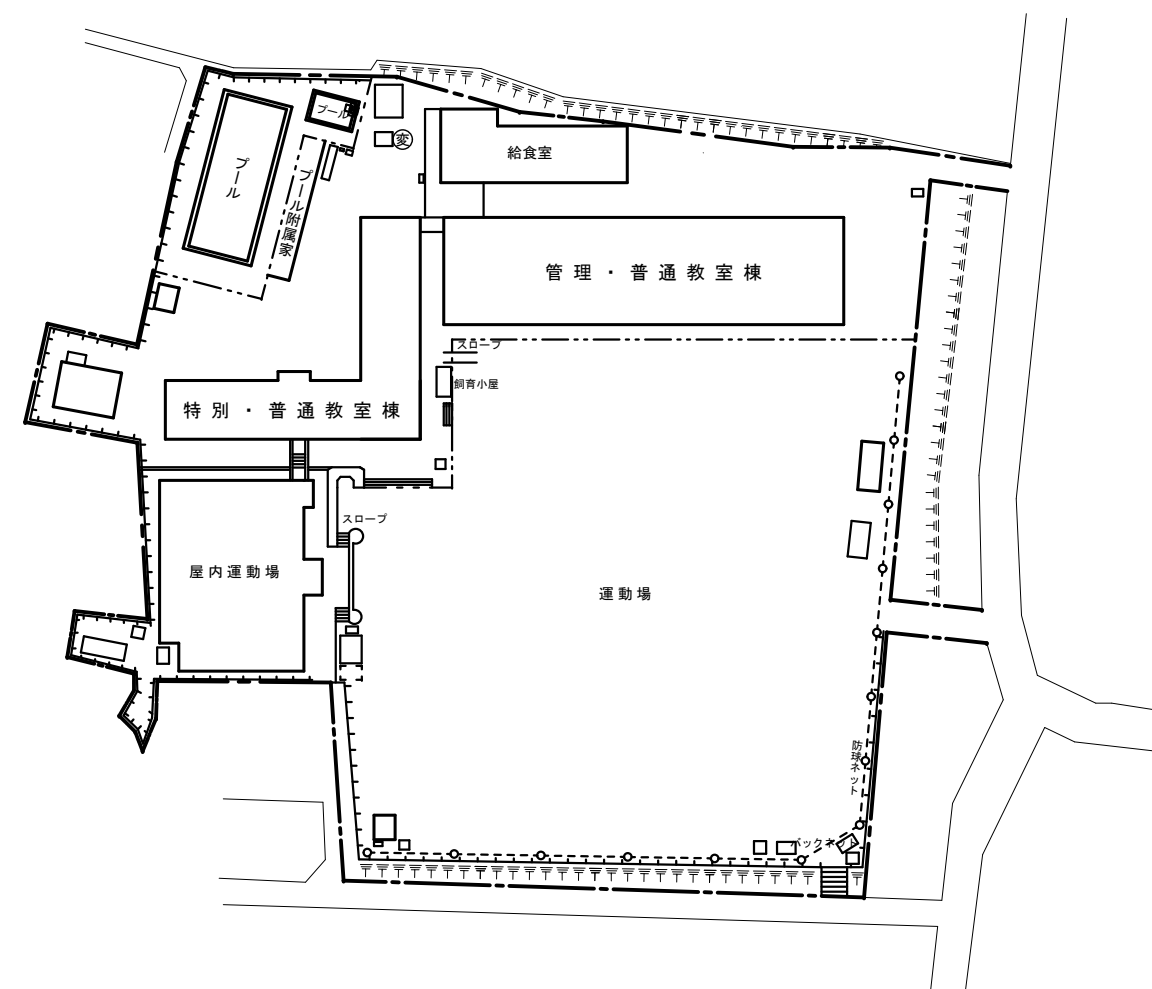 プール
変
給食室
プール
プール附属家
管理・普通教室棟
スロープ
飼育小屋
特別・普通教室棟
スロープ
屋内運動場
運動場
防球ネット
バックネット